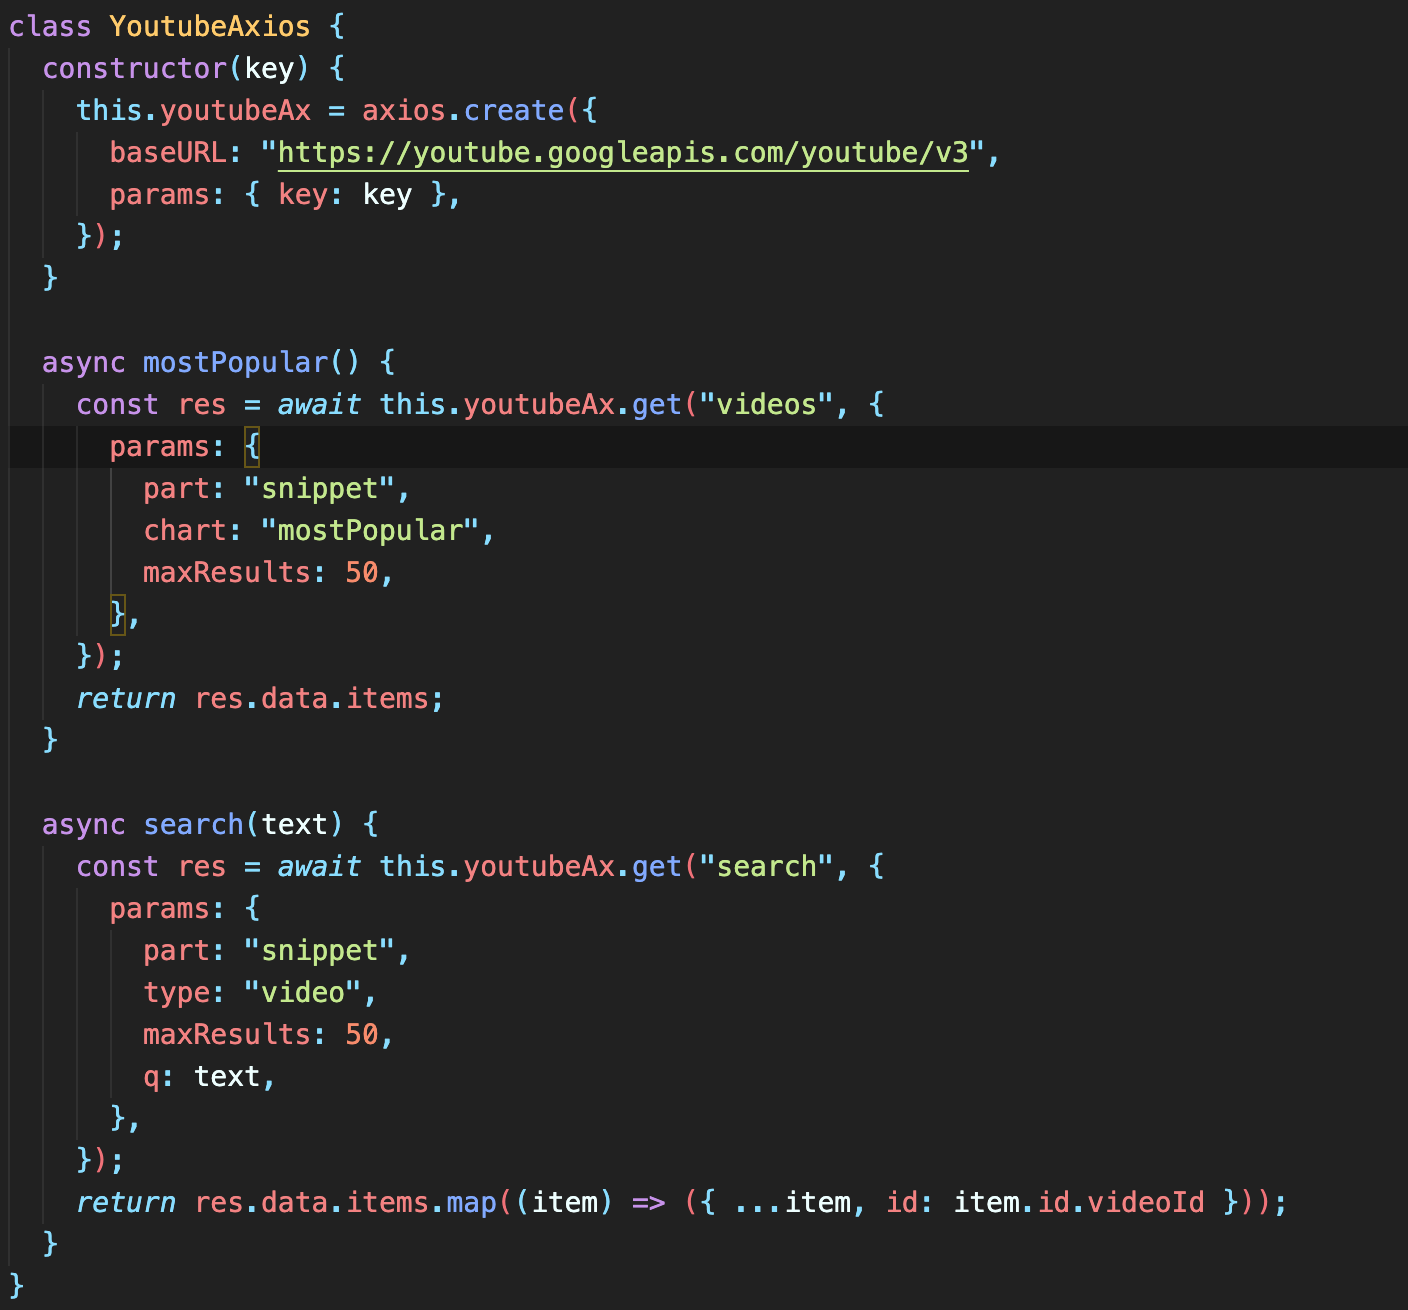 class YoutubeAxios {
  constructor(key) {
    this.youtubeAx = axios.create({
      baseURL: "https://youtube.googleapis.com/youtube/v3",
      params: { key: key },
    });
  }

  async mostPopular() {
    const res = await this.youtubeAx.get("videos", {
      params: {
        part: "snippet",
        chart: "mostPopular",
        maxResults: 50,
      },
    });
    return res.data.items;
  }

  async search(text) {
    const res = await this.youtubeAx.get("search", {
      params: {
        part: "snippet",
        type: "video",
        maxResults: 50,
        q: text,
      },
    });
    return res.data.items.map((item) => ({ ...item, id: item.id.videoId }));
  }
}